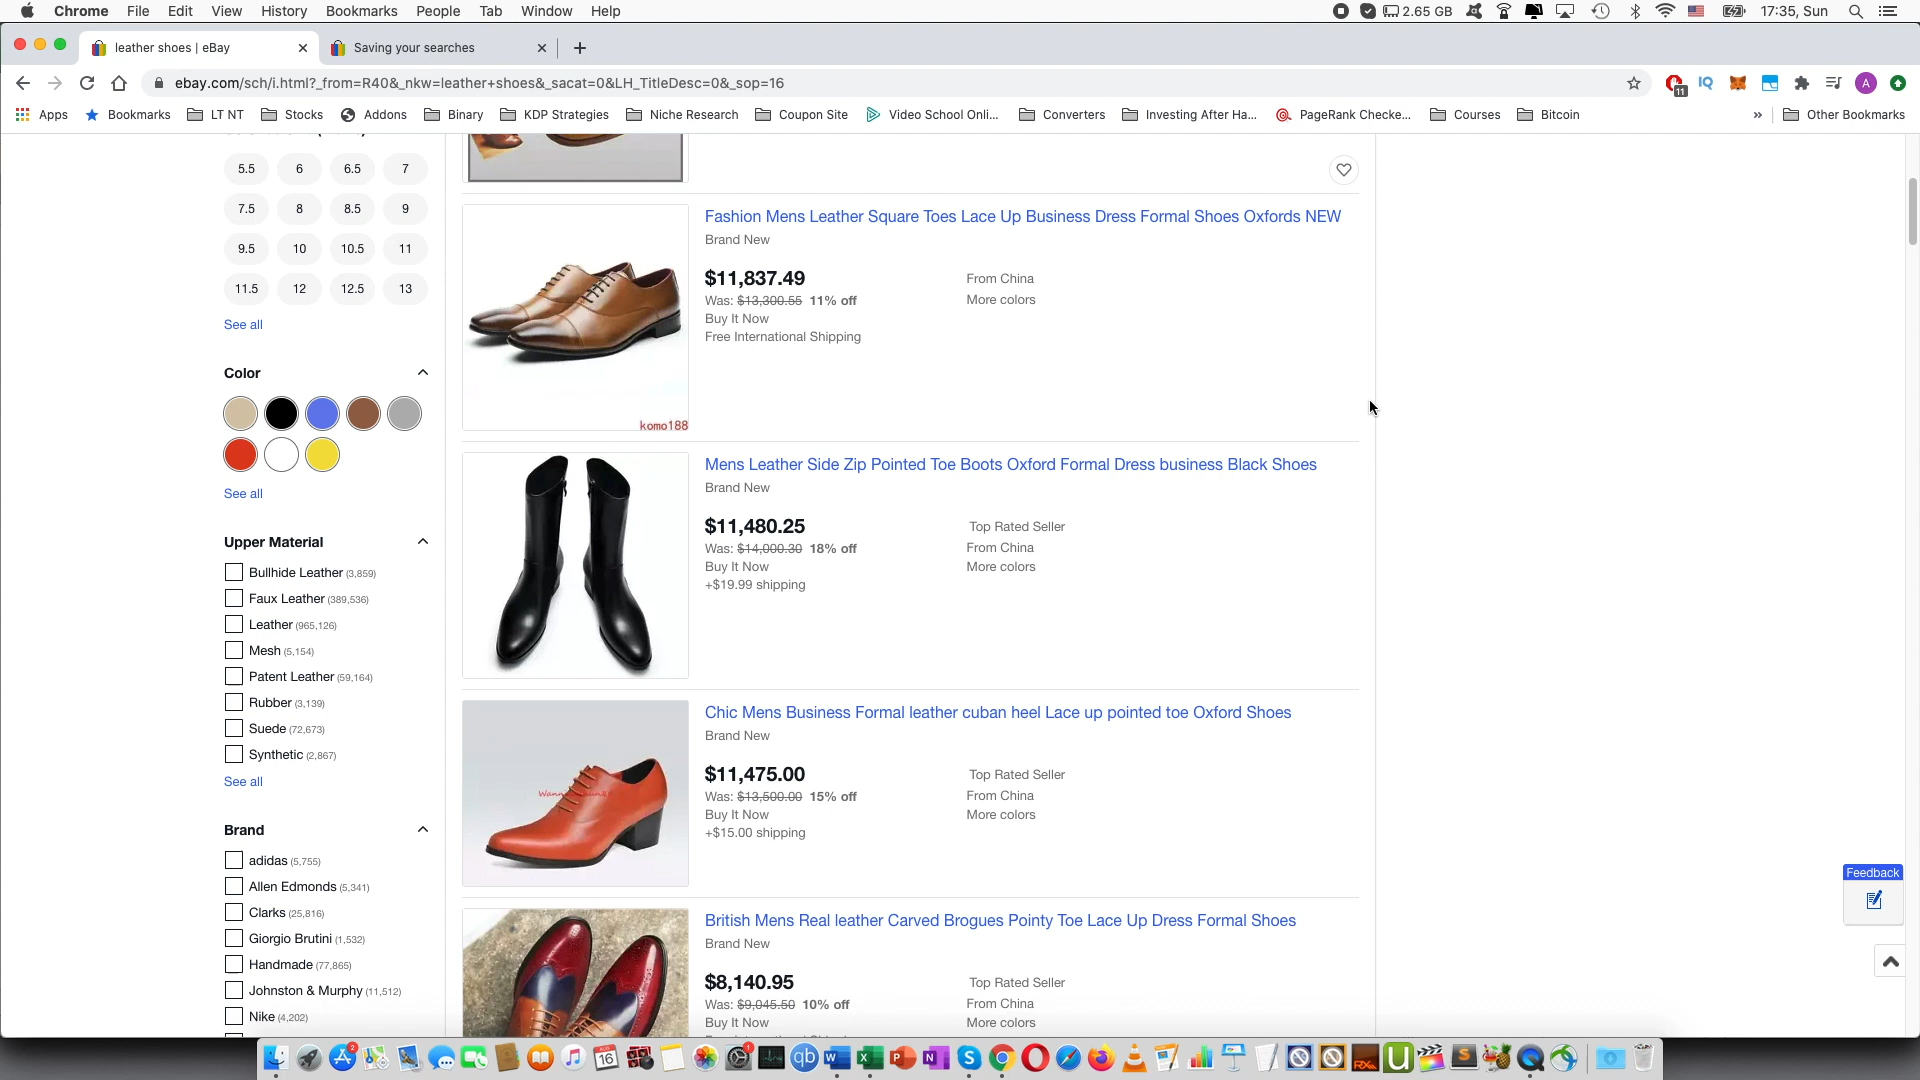 Chrome File Edit View History Bookmarks People Tab Window Help 2.65 GB 17:35, Sun
leather shoes | eBay Saving your searches
ebay.com/sch/i.html?_from=R40&_nkw=leather+shoes&_sacat=0&LH_TitleDesc=0&_sop=16 IQ A
11
Apps Bookmarks LT NT Stocks Addons Binary KDP Strategies Niche Research Coupon Site Video School Onli... Converters Investing After Ha... PageRank Checke... Courses Bitcoin » Other Bookmarks
5.5 6 6.5 7
7.5 8 8.5 9
9.5 10 10.5 11
11.5 12 12.5 13
See all
Color
See all
Upper Material
Bullhide Leather (3,859)
Faux Leather (389,536)
Leather (965,126)
Mesh (5,154)
Patent Leather (59,164)
Rubber (3,139)
Suede (72,673)
Synthetic (2,867)
See all
Brand
adidas (5,755)
Allen Edmonds (5,341)
Clarks (25,816)
Giorgio Brutini (1,532)
Handmade (77,865)
Johnston & Murphy (11,512)
Nike (4,202)
Fashion Mens Leather Square Toes Lace Up Business Dress Formal Shoes Oxfords NEW
Brand New
$11,837.49 From China
Was: $13,300.55 11% off More colors
Buy It Now
Free International Shipping
komo188
Mens Leather Side Zip Pointed Toe Boots Oxford Formal Dress business Black Shoes
Brand New
$11,480.25 Top Rated Seller
Was: $14,000.30 18% off From China
Buy It Now More colors
+$19.99 shipping
Chic Mens Business Formal leather cuban heel Lace up pointed toe Oxford Shoes
Brand New
$11,475.00 Top Rated Seller
Was: $13,500.00 15% off From China
Buy It Now More colors
+$15.00 shipping
British Mens Real leather Carved Brogues Pointy Toe Lace Up Dress Formal Shoes
Brand New
$8,140.95 Top Rated Seller
Was: $9,045.50 10% off From China
Buy It Now More colors
Feedback
2 16 1 qb W X P N S RX U S